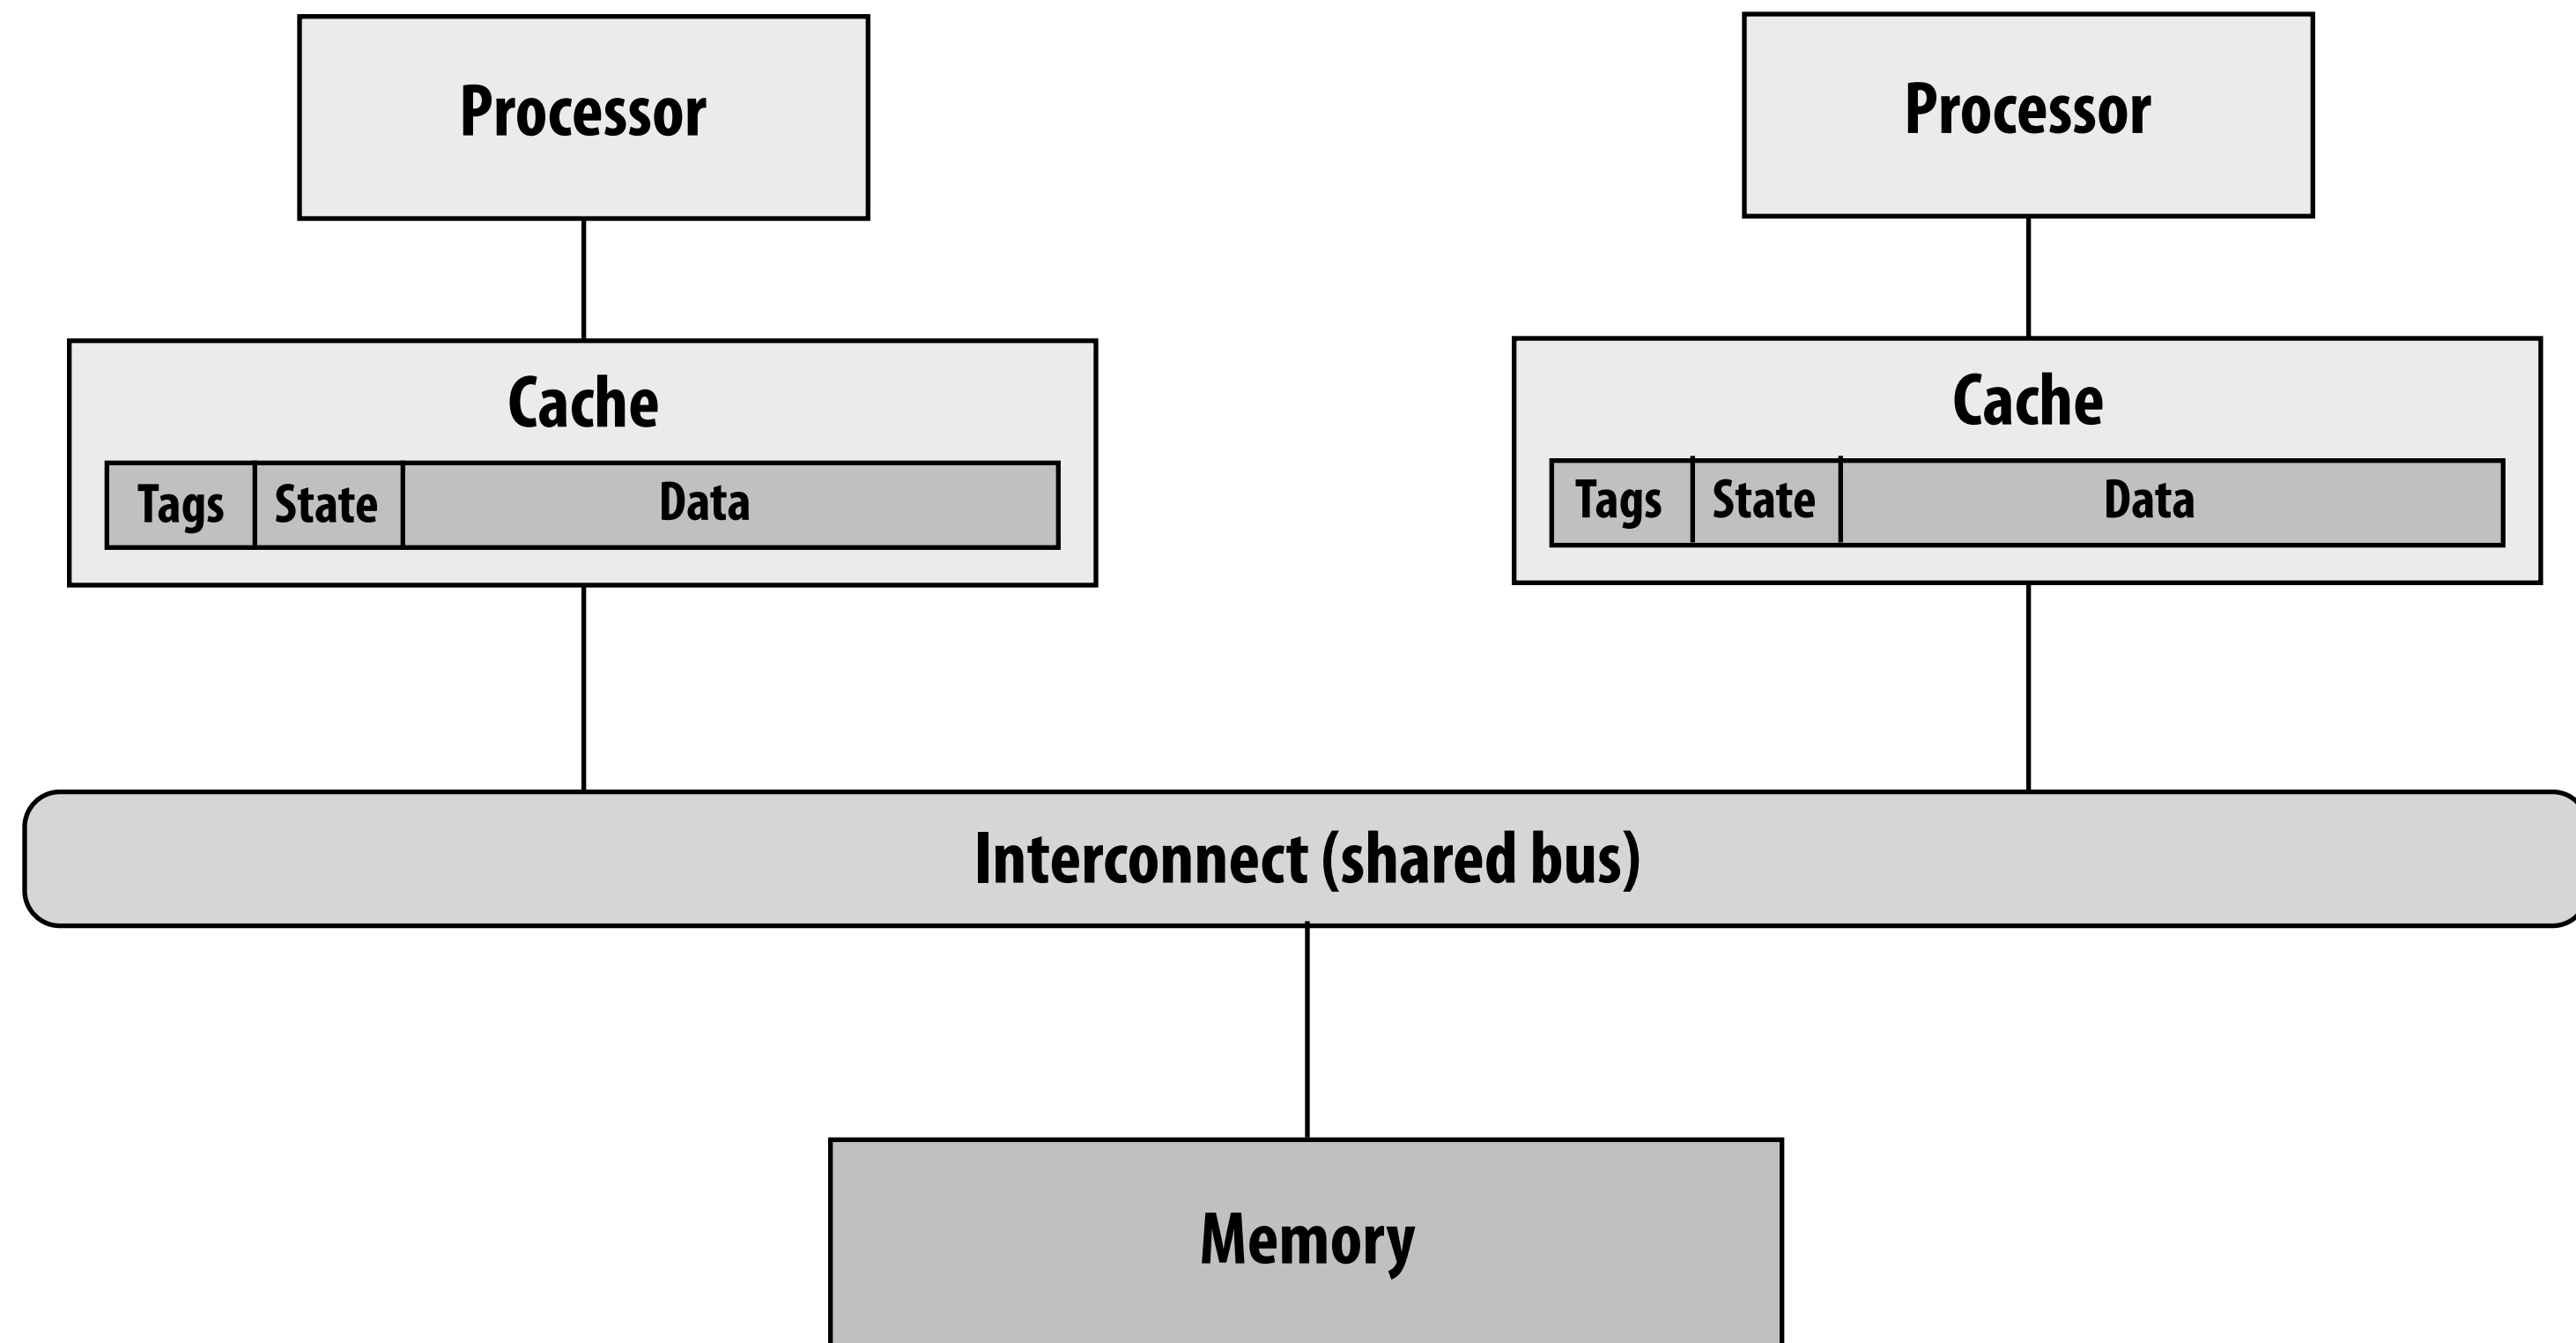 Processor
Processor
Cache
Cache
Tags State Data
Tags State Data
Interconnect (shared bus)
Memory